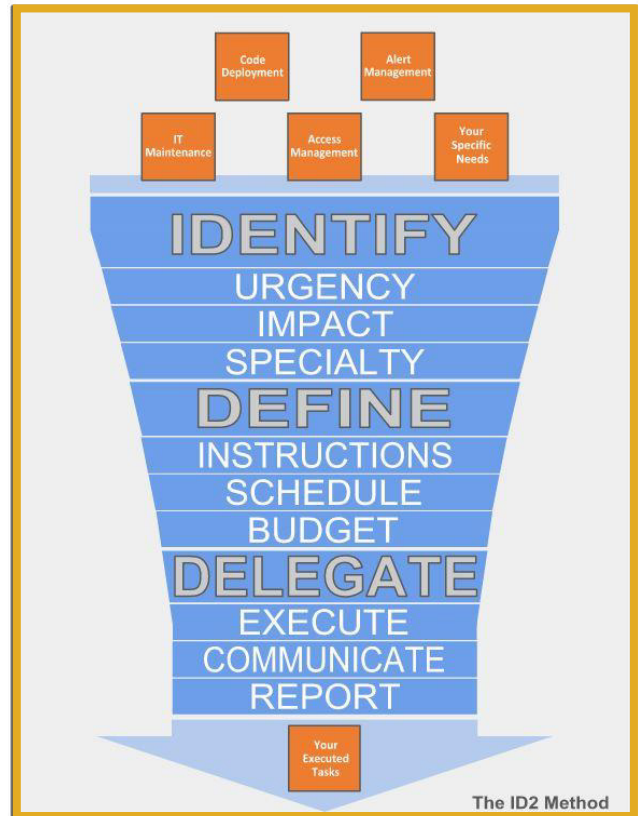 Code
Deployment
Alert
Management
IT
Maintenance
Access
Management
Your
Specific
Needs
IDENTIFY
URGENCY
IMPACT
SPECIALTY
DEFINE
INSTRUCTIONS
SCHEDULE
BUDGET
DELEGATE
EXECUTE
COMMUNICATE
REPORT
Your
Executed
Tasks
The ID2 Method